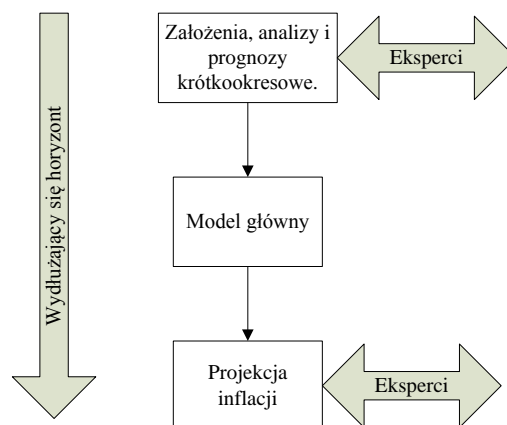 Założenia, analizy i
prognozy
krótkookresowe.
Eksperci
Wydłużający się horyzont
Model główny
Projekcja
inflacji
Eksperci